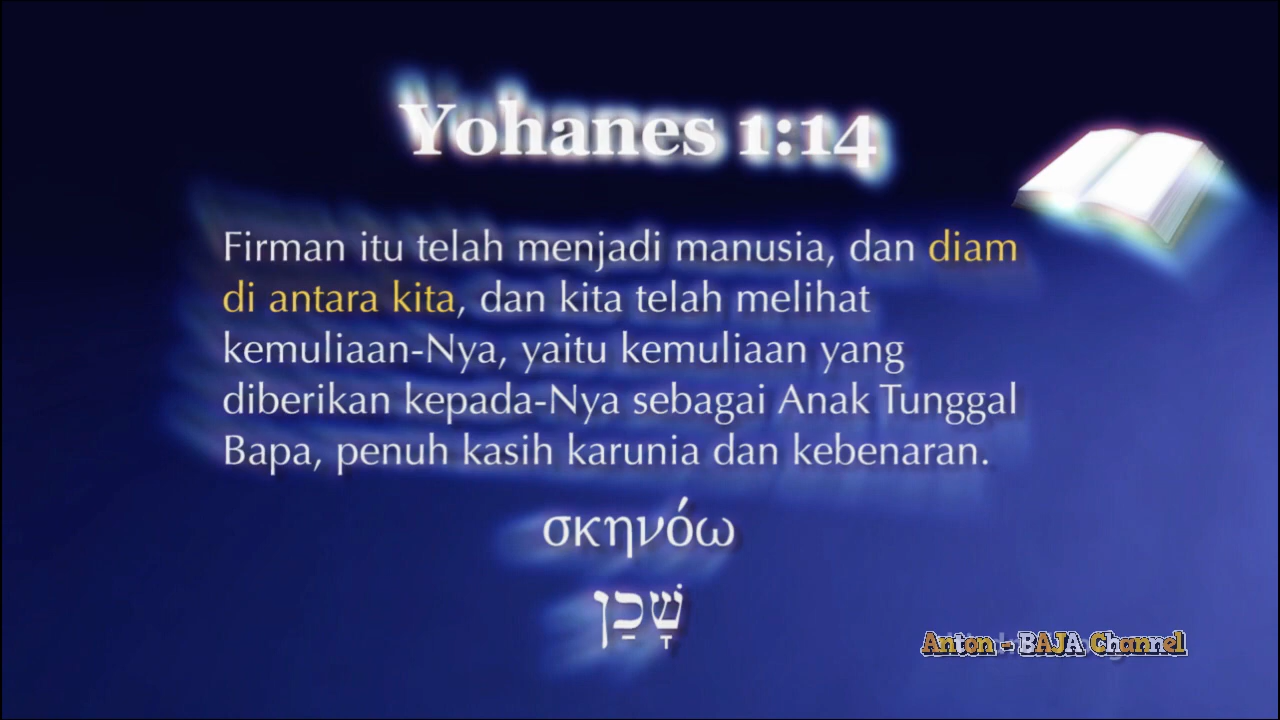 Yohanes 1:14
Firman itu telah menjadi manusia, dan diam
di antara kita, dan kita telah melihat
kemuliaan-Nya, yaitu kemuliaan yang
diberikan kepada-Nya sebagai Anak Tunggal
Bapa, penuh kasih karunia dan kebenaran.
σκηνόω
שָׁכַן
Anton - BAJA Channel